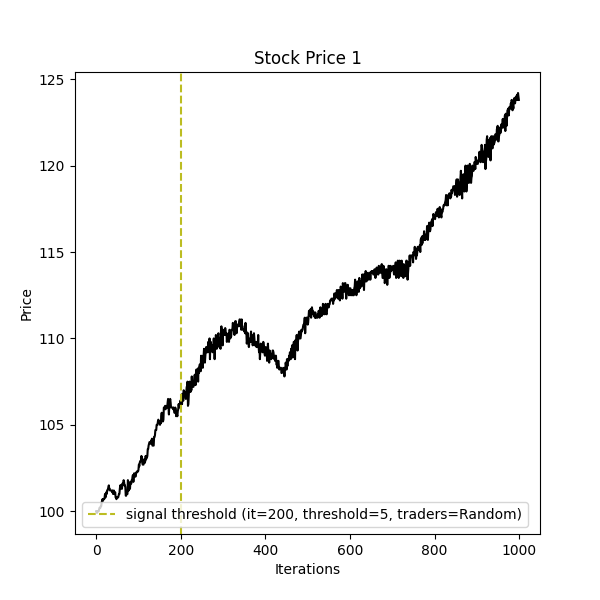 Stock Price 1
125
120
115
110
105
100
Price
signal threshold (it=200, threshold=5, traders=Random)
0 200 400 600 800 1000
Iterations